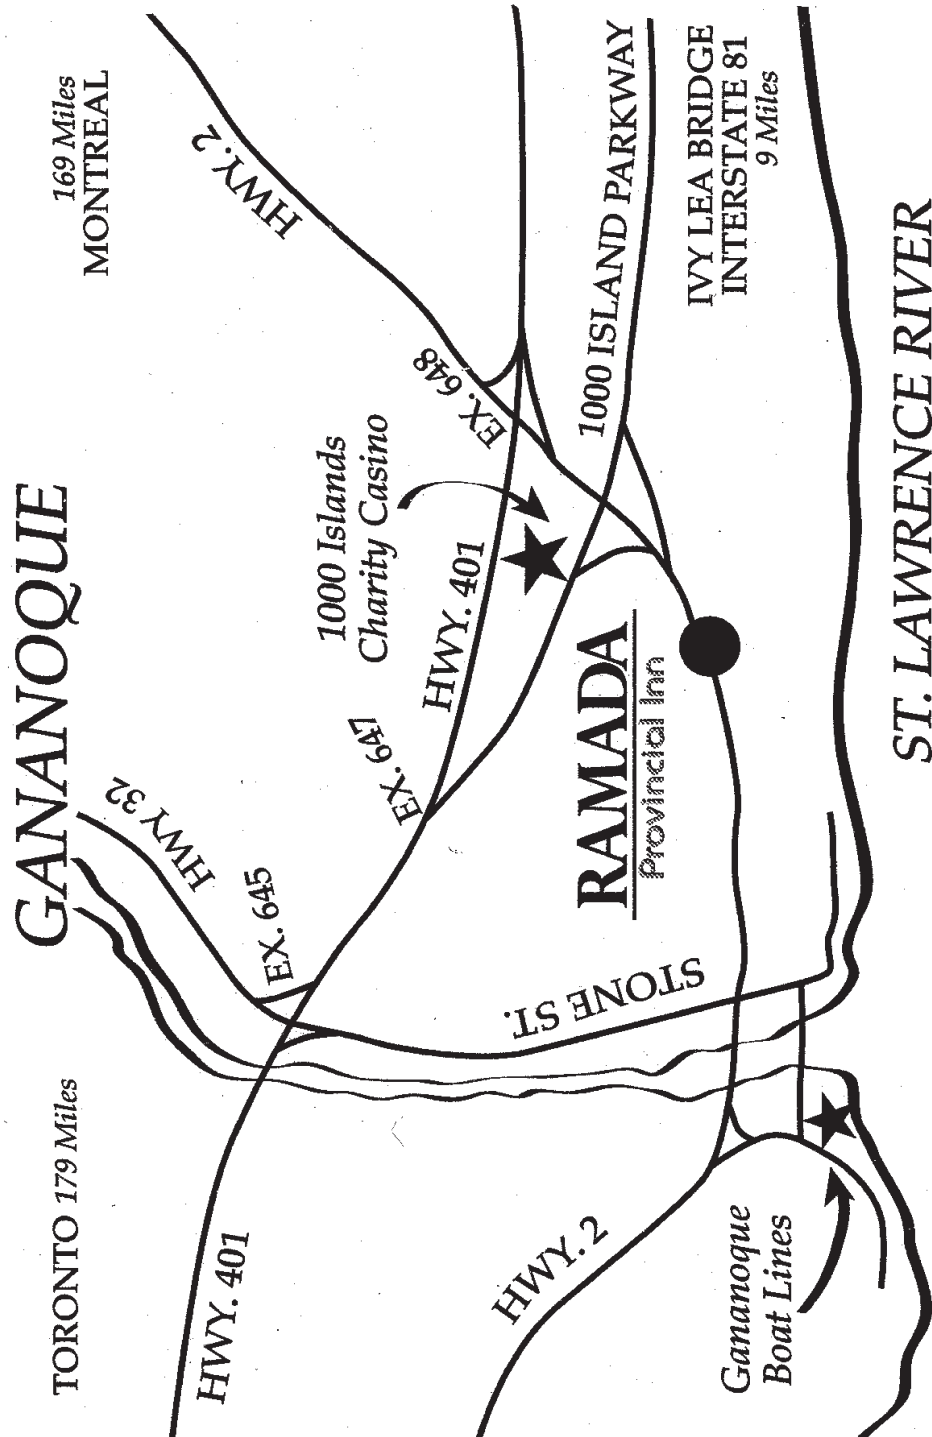 GANANOQUE
TORONTO 179 Miles
169 Miles
MONTREAL
HWY 32
HWY. 2
EX. 645
EX. 647
EX. 648
1000 Islands
Charity Casino
HWY. 401
HWY. 401
1000 ISLAND PARKWAY
IVY LEA BRIDGE
INTERSTATE 81
9 Miles
RAMADA
Provincial Inn
STONE ST.
HWY. 2
Gananoque
Boat Lines
ST. LAWRENCE RIVER